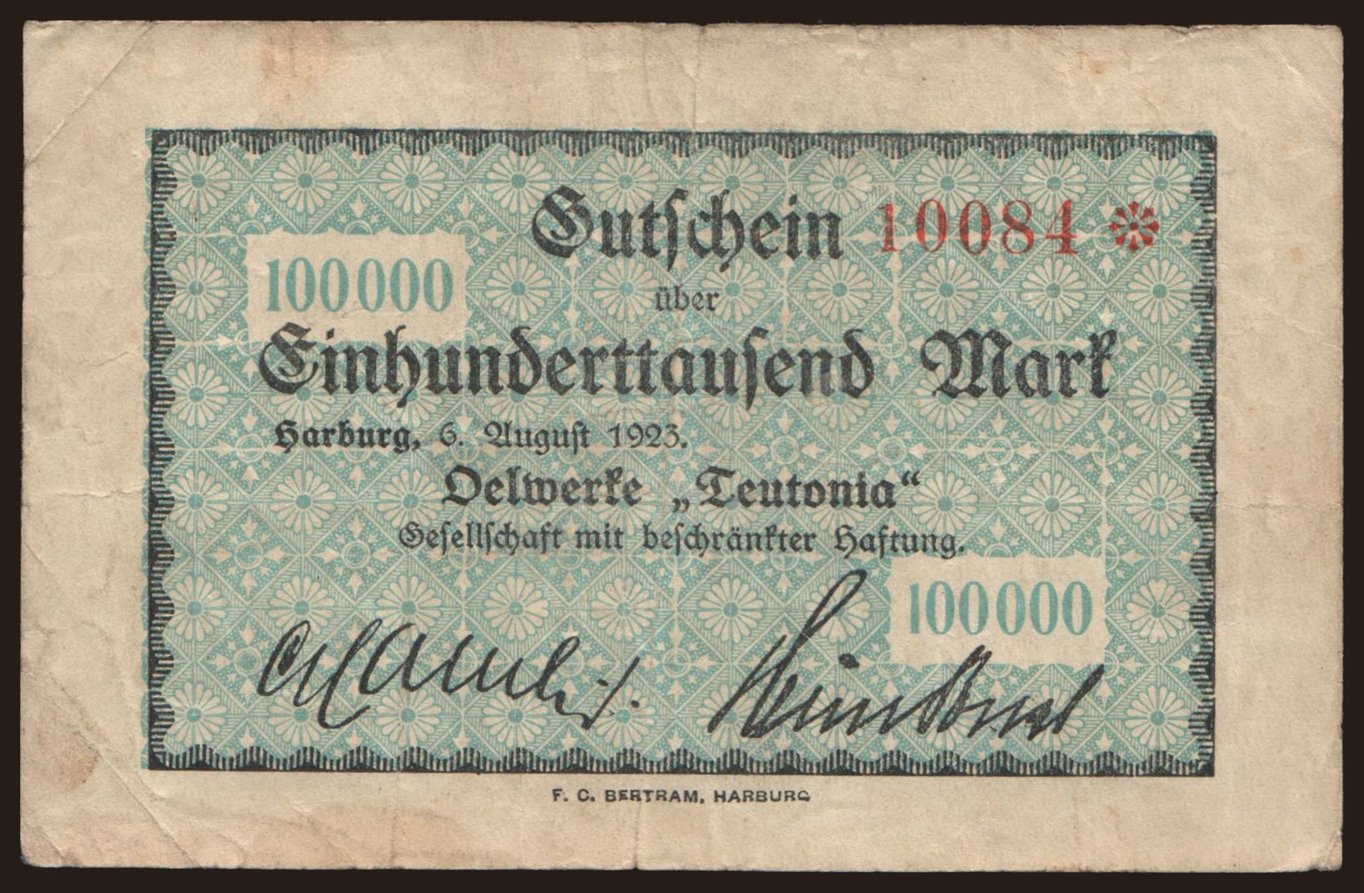 Gutschein 10084
100000
über
Einhunderttausend Mark
Harburg, 6. August 1923.
Oelwerke „Teutonia“
Gesellschaft mit beschränkter Haftung.
100000
F. C. BERTRAM, HARBURG